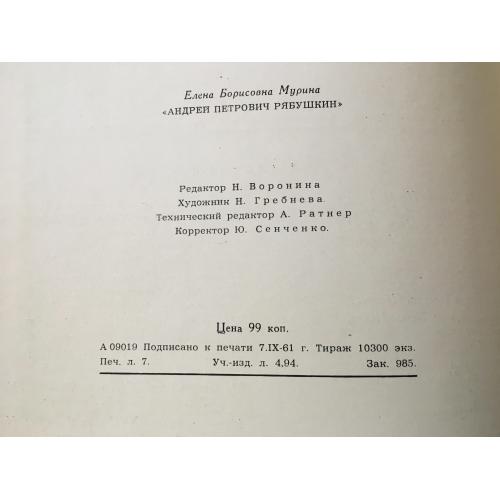 Елена Борисовна Мурина
«АНДРЕЙ ПЕТРОВИЧ РЯБУШКИН»
Редактор Н. Воронина
Художник Н. Гребнева
Технический редактор А. Ратнер
Корректор Ю. Сенченко.
Цена 99 коп.
А 09019 Подписано к печати 7.IX-61 г. Тираж 10300 экз.
Печ. л. 7. Уч.-изд. л. 4,94. Зак. 985.